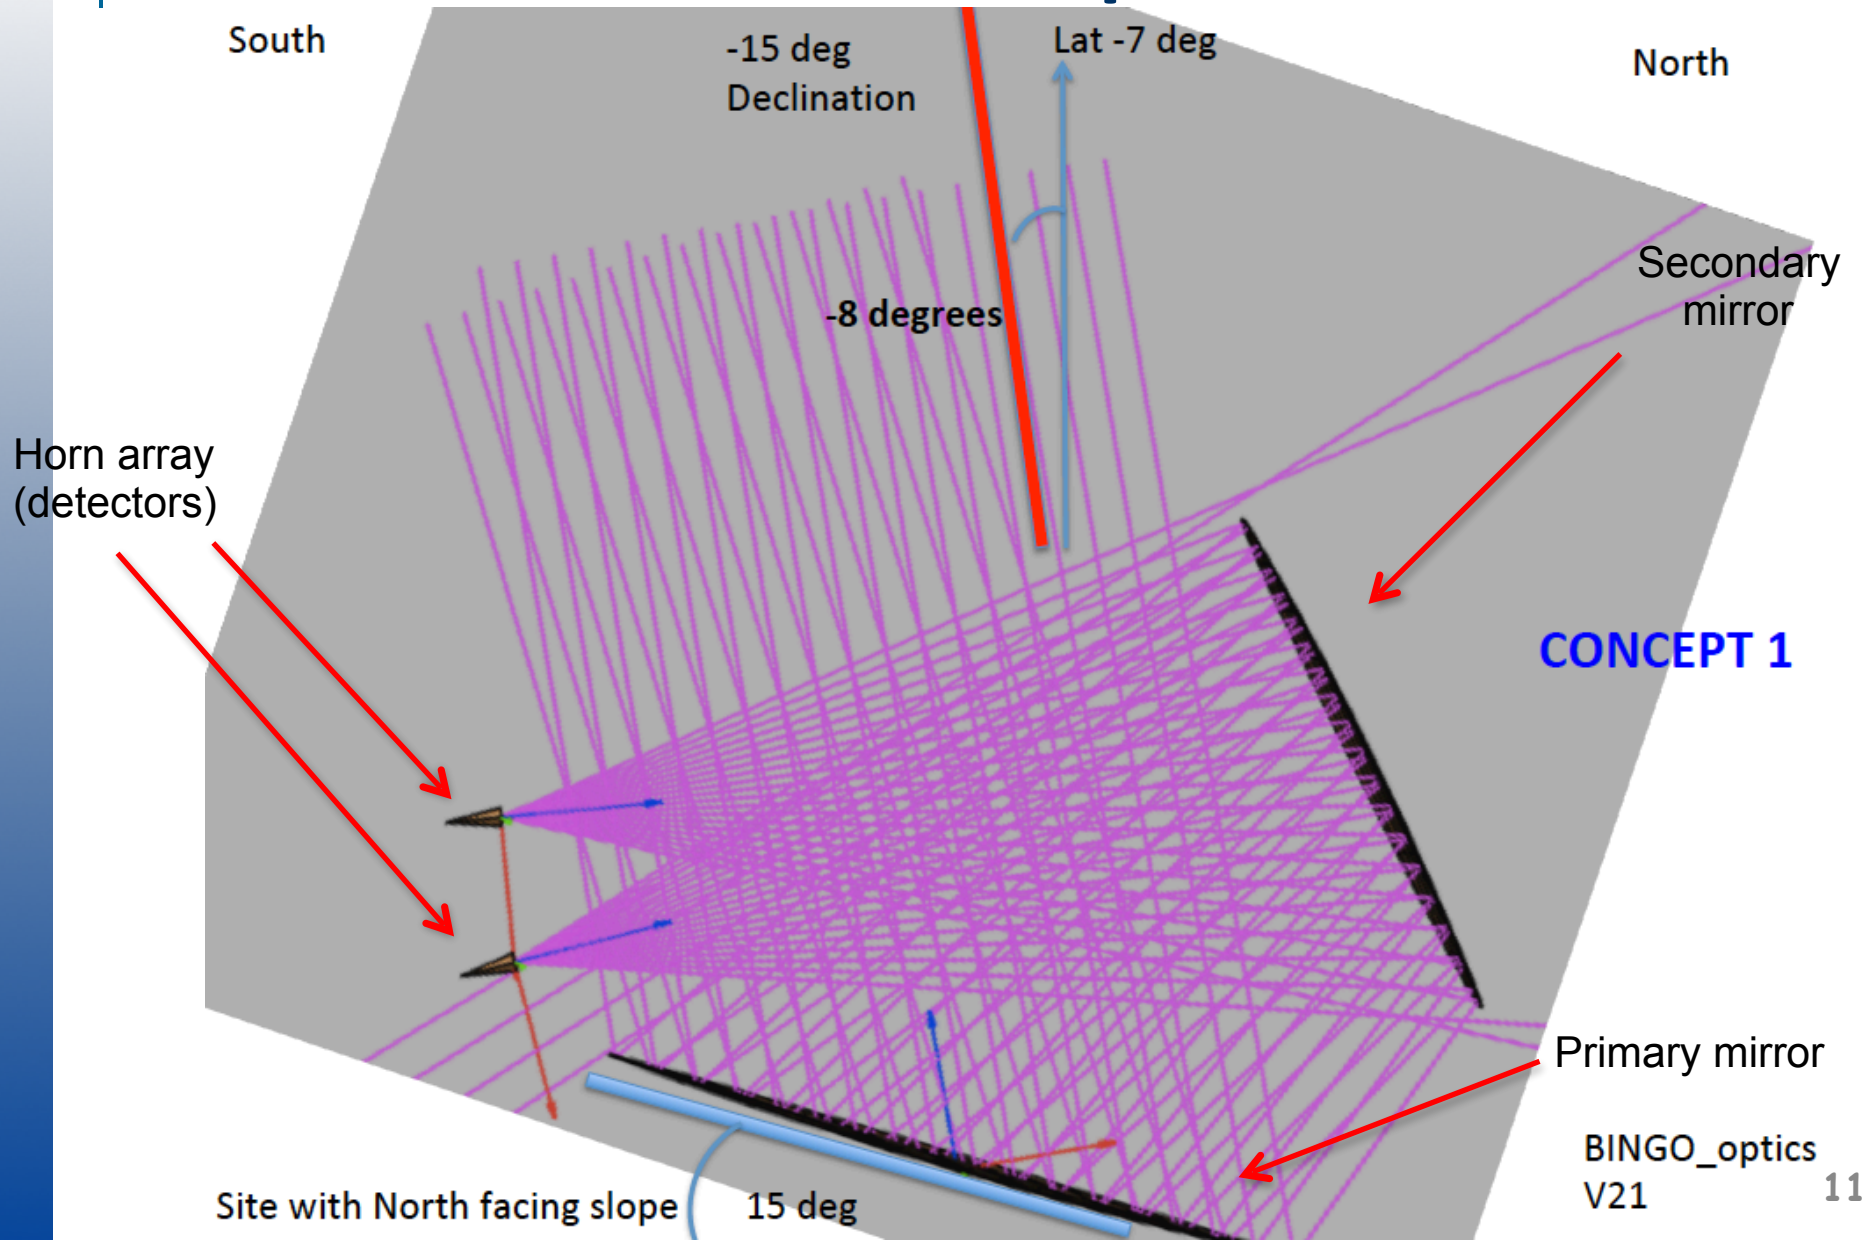 South
-15 deg
Declination
Lat -7 deg
North
Secondary
mirror
-8 degrees
Horn array
(detectors)
CONCEPT 1
Primary mirror
BINGO_optics
V21
11
Site with North facing slope
15 deg